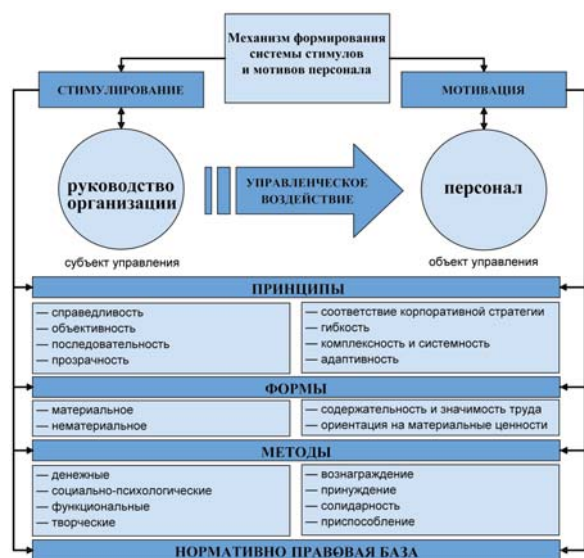 Механизм формирования
системы стимулов
и мотивов персонала
СТИМУЛИРОВАНИЕ
МОТИВАЦИЯ
руководство
организации
УПРАВЛЕНЧЕСКОЕ
ВОЗДЕЙСТВИЕ
персонал
субъект управления
объект управления
ПРИНЦИПЫ
— справедливость
— объективность
— последовательность
— прозрачность
— соответствие корпоративной стратегии
— гибкость
— комплексность и системность
— адаптивность
ФОРМЫ
— материальное
— нематериальное
— содержательность и значимость труда
— ориентация на материальные ценности
МЕТОДЫ
— денежные
— социально-психологические
— функциональные
— творческие
— вознаграждение
— принуждение
— солидарность
— приспособление
НОРМАТИВНО ПРАВОВАЯ БАЗА